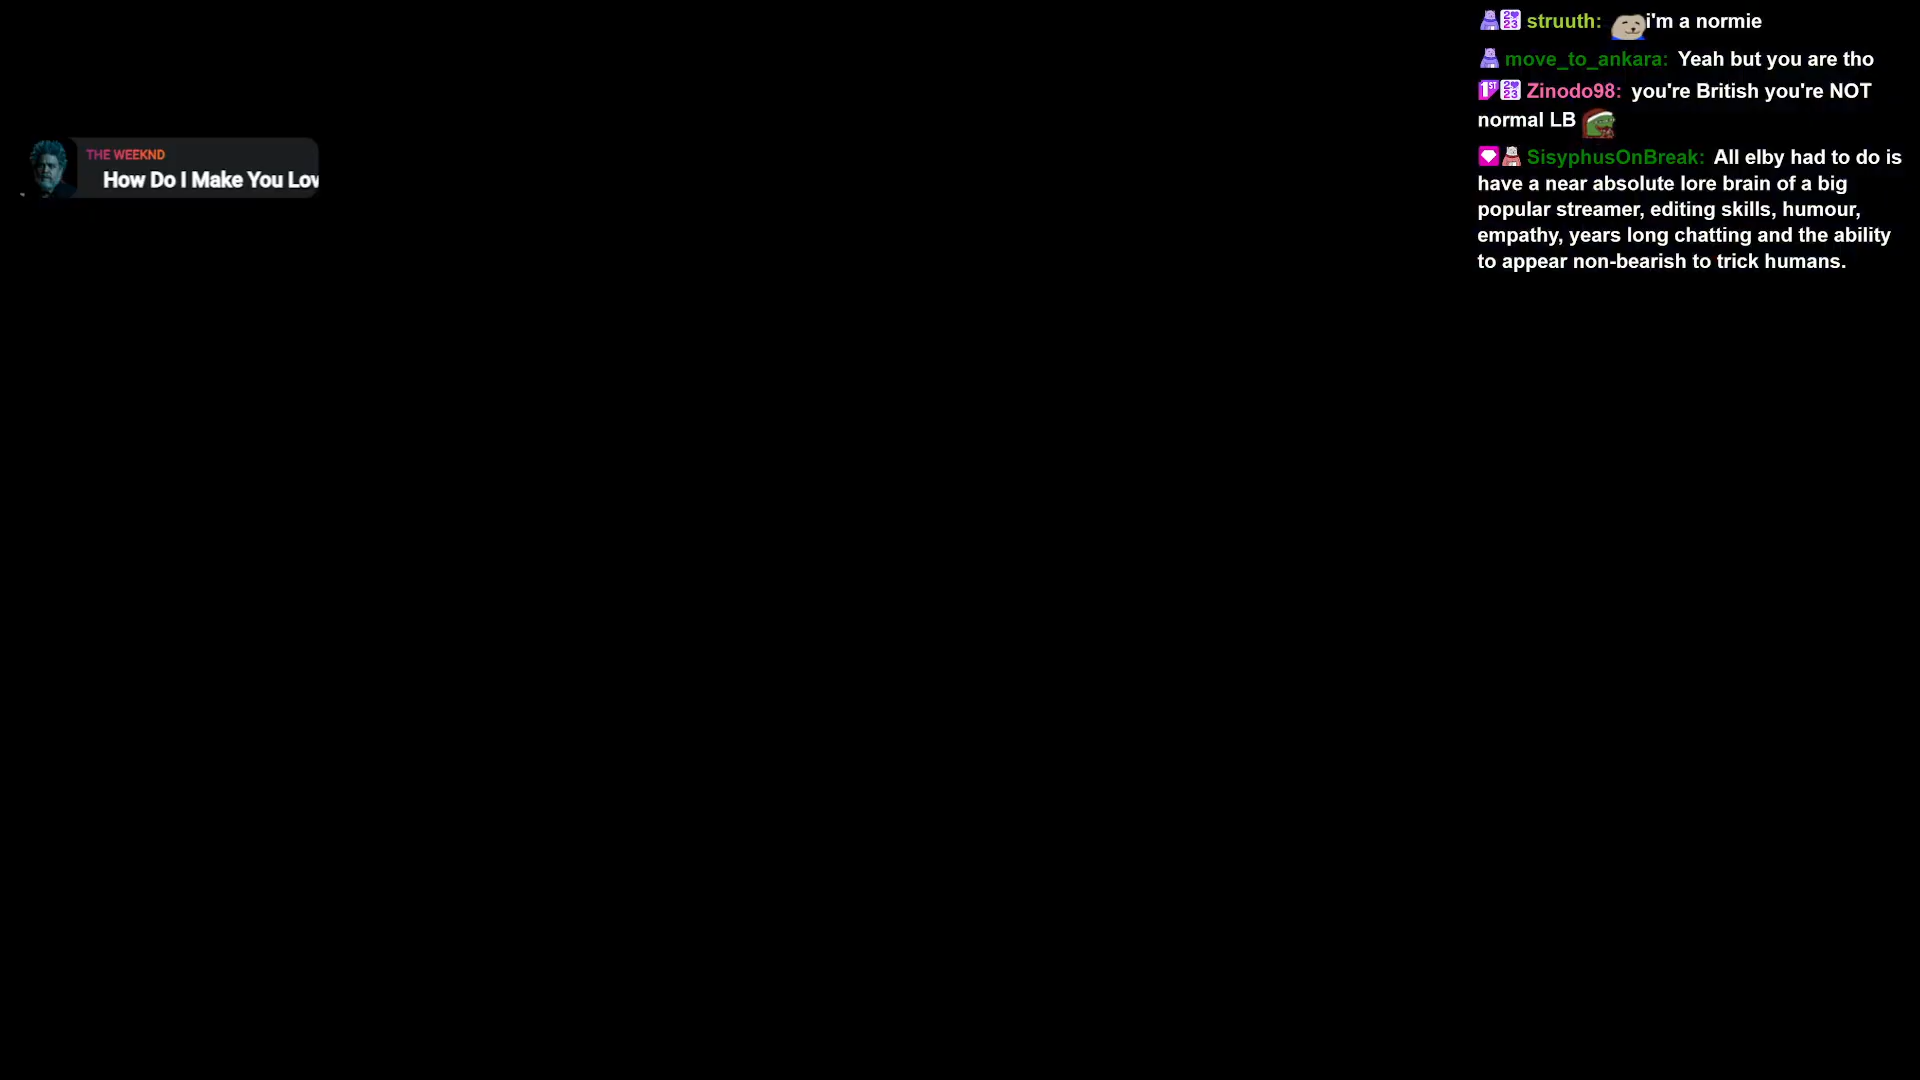 THE WEEKND
How Do I Make You Lov
struuth: i'm a normie
move_to_ankara: Yeah but you are tho
1ST 2023 Zinodo98: you're British you're NOT
normal LB
SisyphusOnBreak: All elby had to do is
have a near absolute lore brain of a big
popular streamer, editing skills, humour,
empathy, years long chatting and the ability
to appear non-bearish to trick humans.